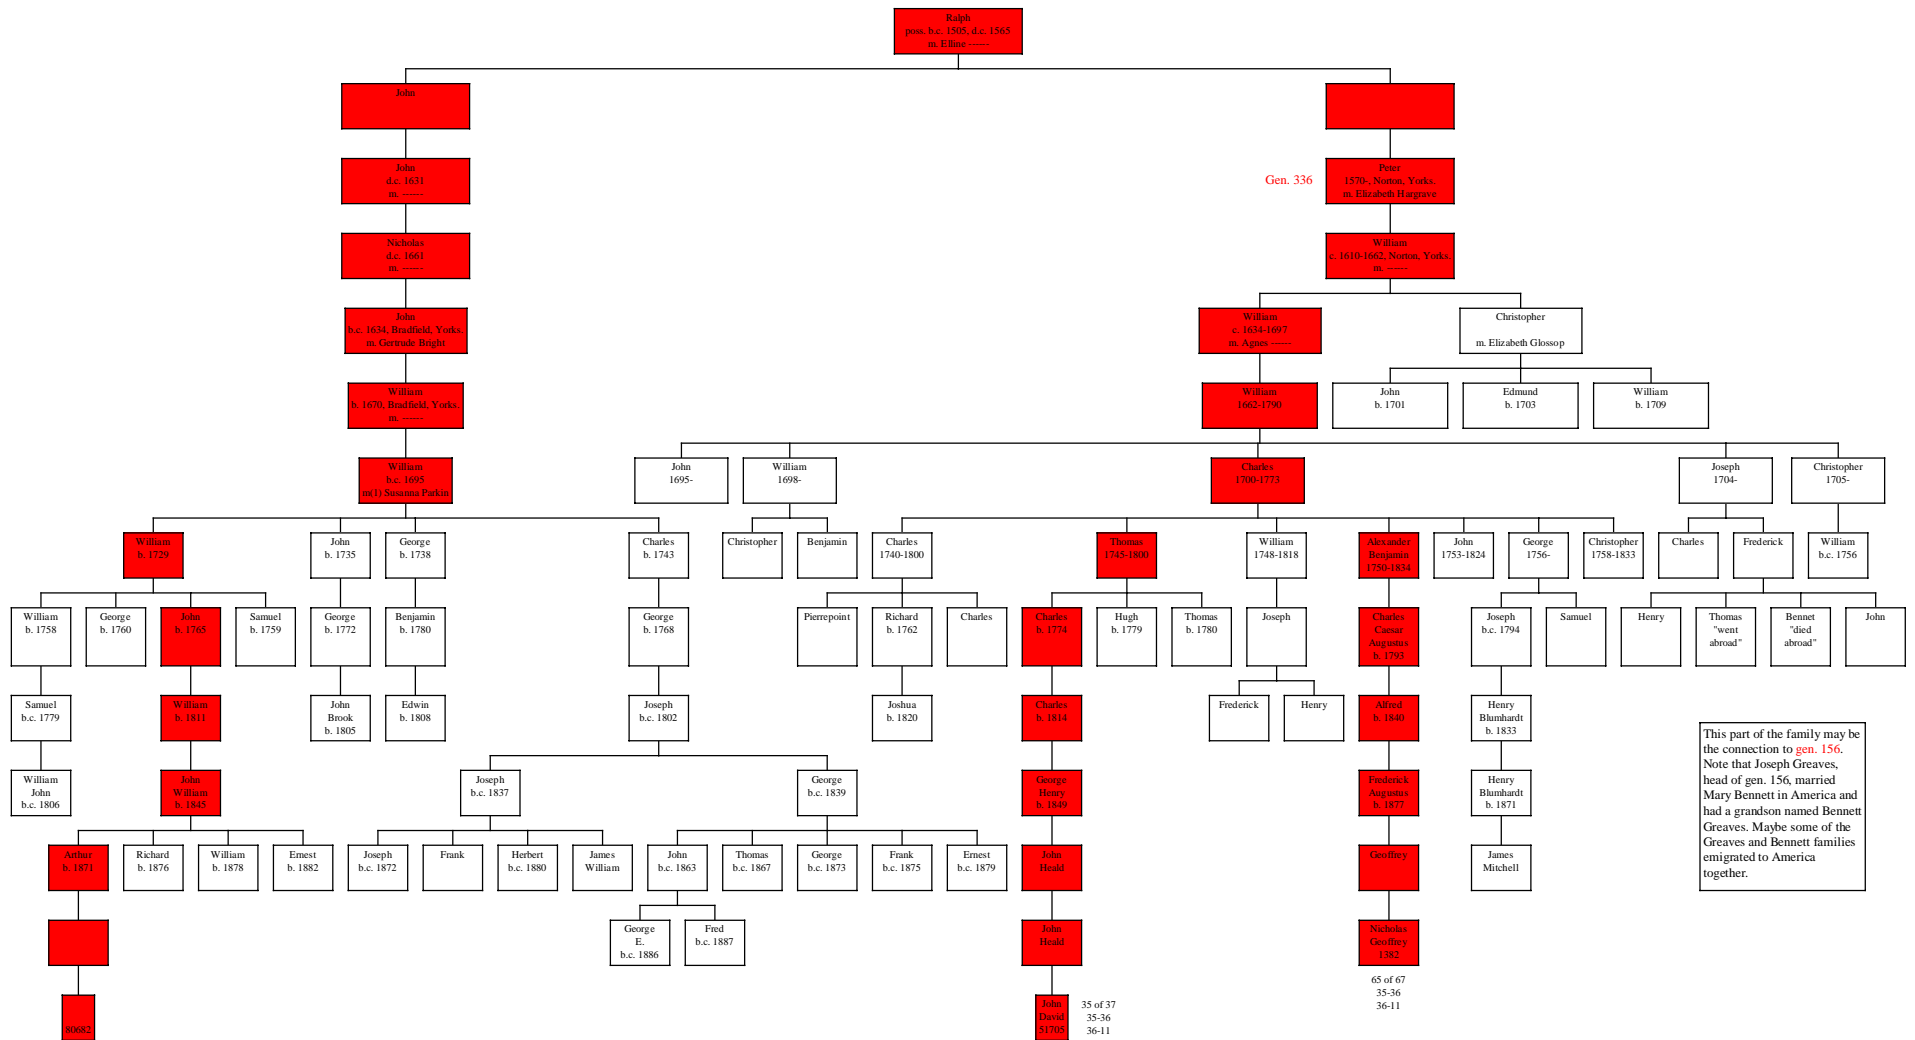 Ralph
poss. b.c. 1505, d.c. 1565
m. Elline ------
John
John
d.c. 1631
m. ------
Gen. 336
Peter
1570-, Norton, Yorks.
m. Elizabeth Hargrave
Nicholas
d.c. 1661
m. ------
William
c. 1610-1662, Norton, Yorks.
m. ------
John
b.c. 1634, Bradfield, Yorks.
m. Gertrude Bright
William
c. 1634-1697
m. Agnes ------
Christopher
m. Elizabeth Glossop
William
b. 1670, Bradfield, Yorks.
m. ------
William
1662-1790
John
b. 1701
Edmund
b. 1703
William
b. 1709
William
b.c. 1695
m(1) Susanna Parkin
John
1695-
William
1698-
Charles
1700-1773
Joseph
1704-
Christopher
1705-
William
b. 1729
John
b. 1735
George
b. 1738
Charles
b. 1743
Christopher
Benjamin
Charles
1740-1800
Thomas
1745-1800
William
1748-1818
Alexander
Benjamin
1750-1834
John
1753-1824
George
1756-
Christopher
1758-1833
Charles
Frederick
William
b.c. 1756
William
b. 1758
George
b. 1760
John
b. 1765
Samuel
b. 1759
George
b. 1772
Benjamin
b. 1780
George
b. 1768
Pierrepoint
Richard
b. 1762
Charles
Charles
b. 1774
Hugh
b. 1779
Thomas
b. 1780
Joseph
Charles
Caesar
Augustus
b. 1793
Joseph
b.c. 1794
Samuel
Henry
Thomas
"went
abroad"
Bennet
"died
abroad"
John
Samuel
b.c. 1779
William
b. 1811
John
Brook
b. 1805
Edwin
b. 1808
Joseph
b.c. 1802
Joshua
b. 1820
Charles
b.c. 1814
Frederick
Henry
Alfred
b. 1840
Henry
Blumhardt
b. 1833
William
John
b.c. 1806
John
William
b. 1845
Joseph
b.c. 1837
George
b.c. 1839
George
Henry
b. 1849
Frederick
Augustus
b. 1877
Henry
Blumhardt
b. 1871
This part of the family may be
the connection to gen. 156.
Note that Joseph Greaves,
head of gen. 156, married
Mary Bennett in America and
had a grandson named Bennett
Greaves. Maybe some of the
Greaves and Bennett families
emigrated to America
together.
Arthur
b. 1871
Richard
b. 1876
William
b. 1878
Ernest
b. 1882
Joseph
b.c. 1872
Frank
Herbert
b.c. 1880
James
William
John
b.c. 1863
Thomas
b.c. 1867
George
b.c. 1873
Frank
b.c. 1875
Ernest
b.c. 1879
John
Heald
Geoffrey
James
Mitchell
George
E.
b.c. 1886
Fred
b.c. 1887
John
Heald
Nicholas
Geoffrey
1382
65 of 67
35-36
36-11
80682
John
David
51705
35 of 37
35-36
36-11